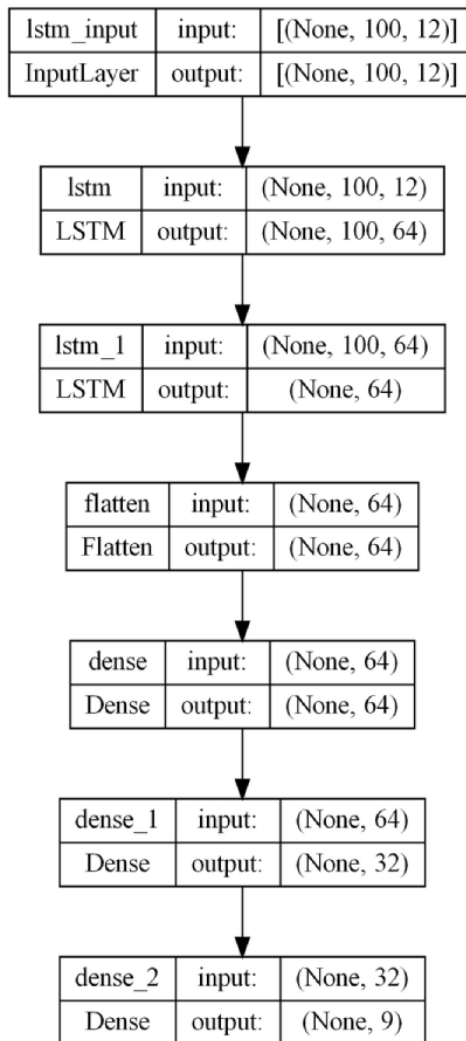 lstm_input input: [(None, 100, 12)]
InputLayer output: [(None, 100, 12)]
lstm input: (None, 100, 12)
LSTM output: (None, 100, 64)
lstm_1 input: (None, 100, 64)
LSTM output: (None, 64)
flatten input: (None, 64)
Flatten output: (None, 64)
dense input: (None, 64)
Dense output: (None, 64)
dense_1 input: (None, 64)
Dense output: (None, 32)
dense_2 input: (None, 32)
Dense output: (None, 9)